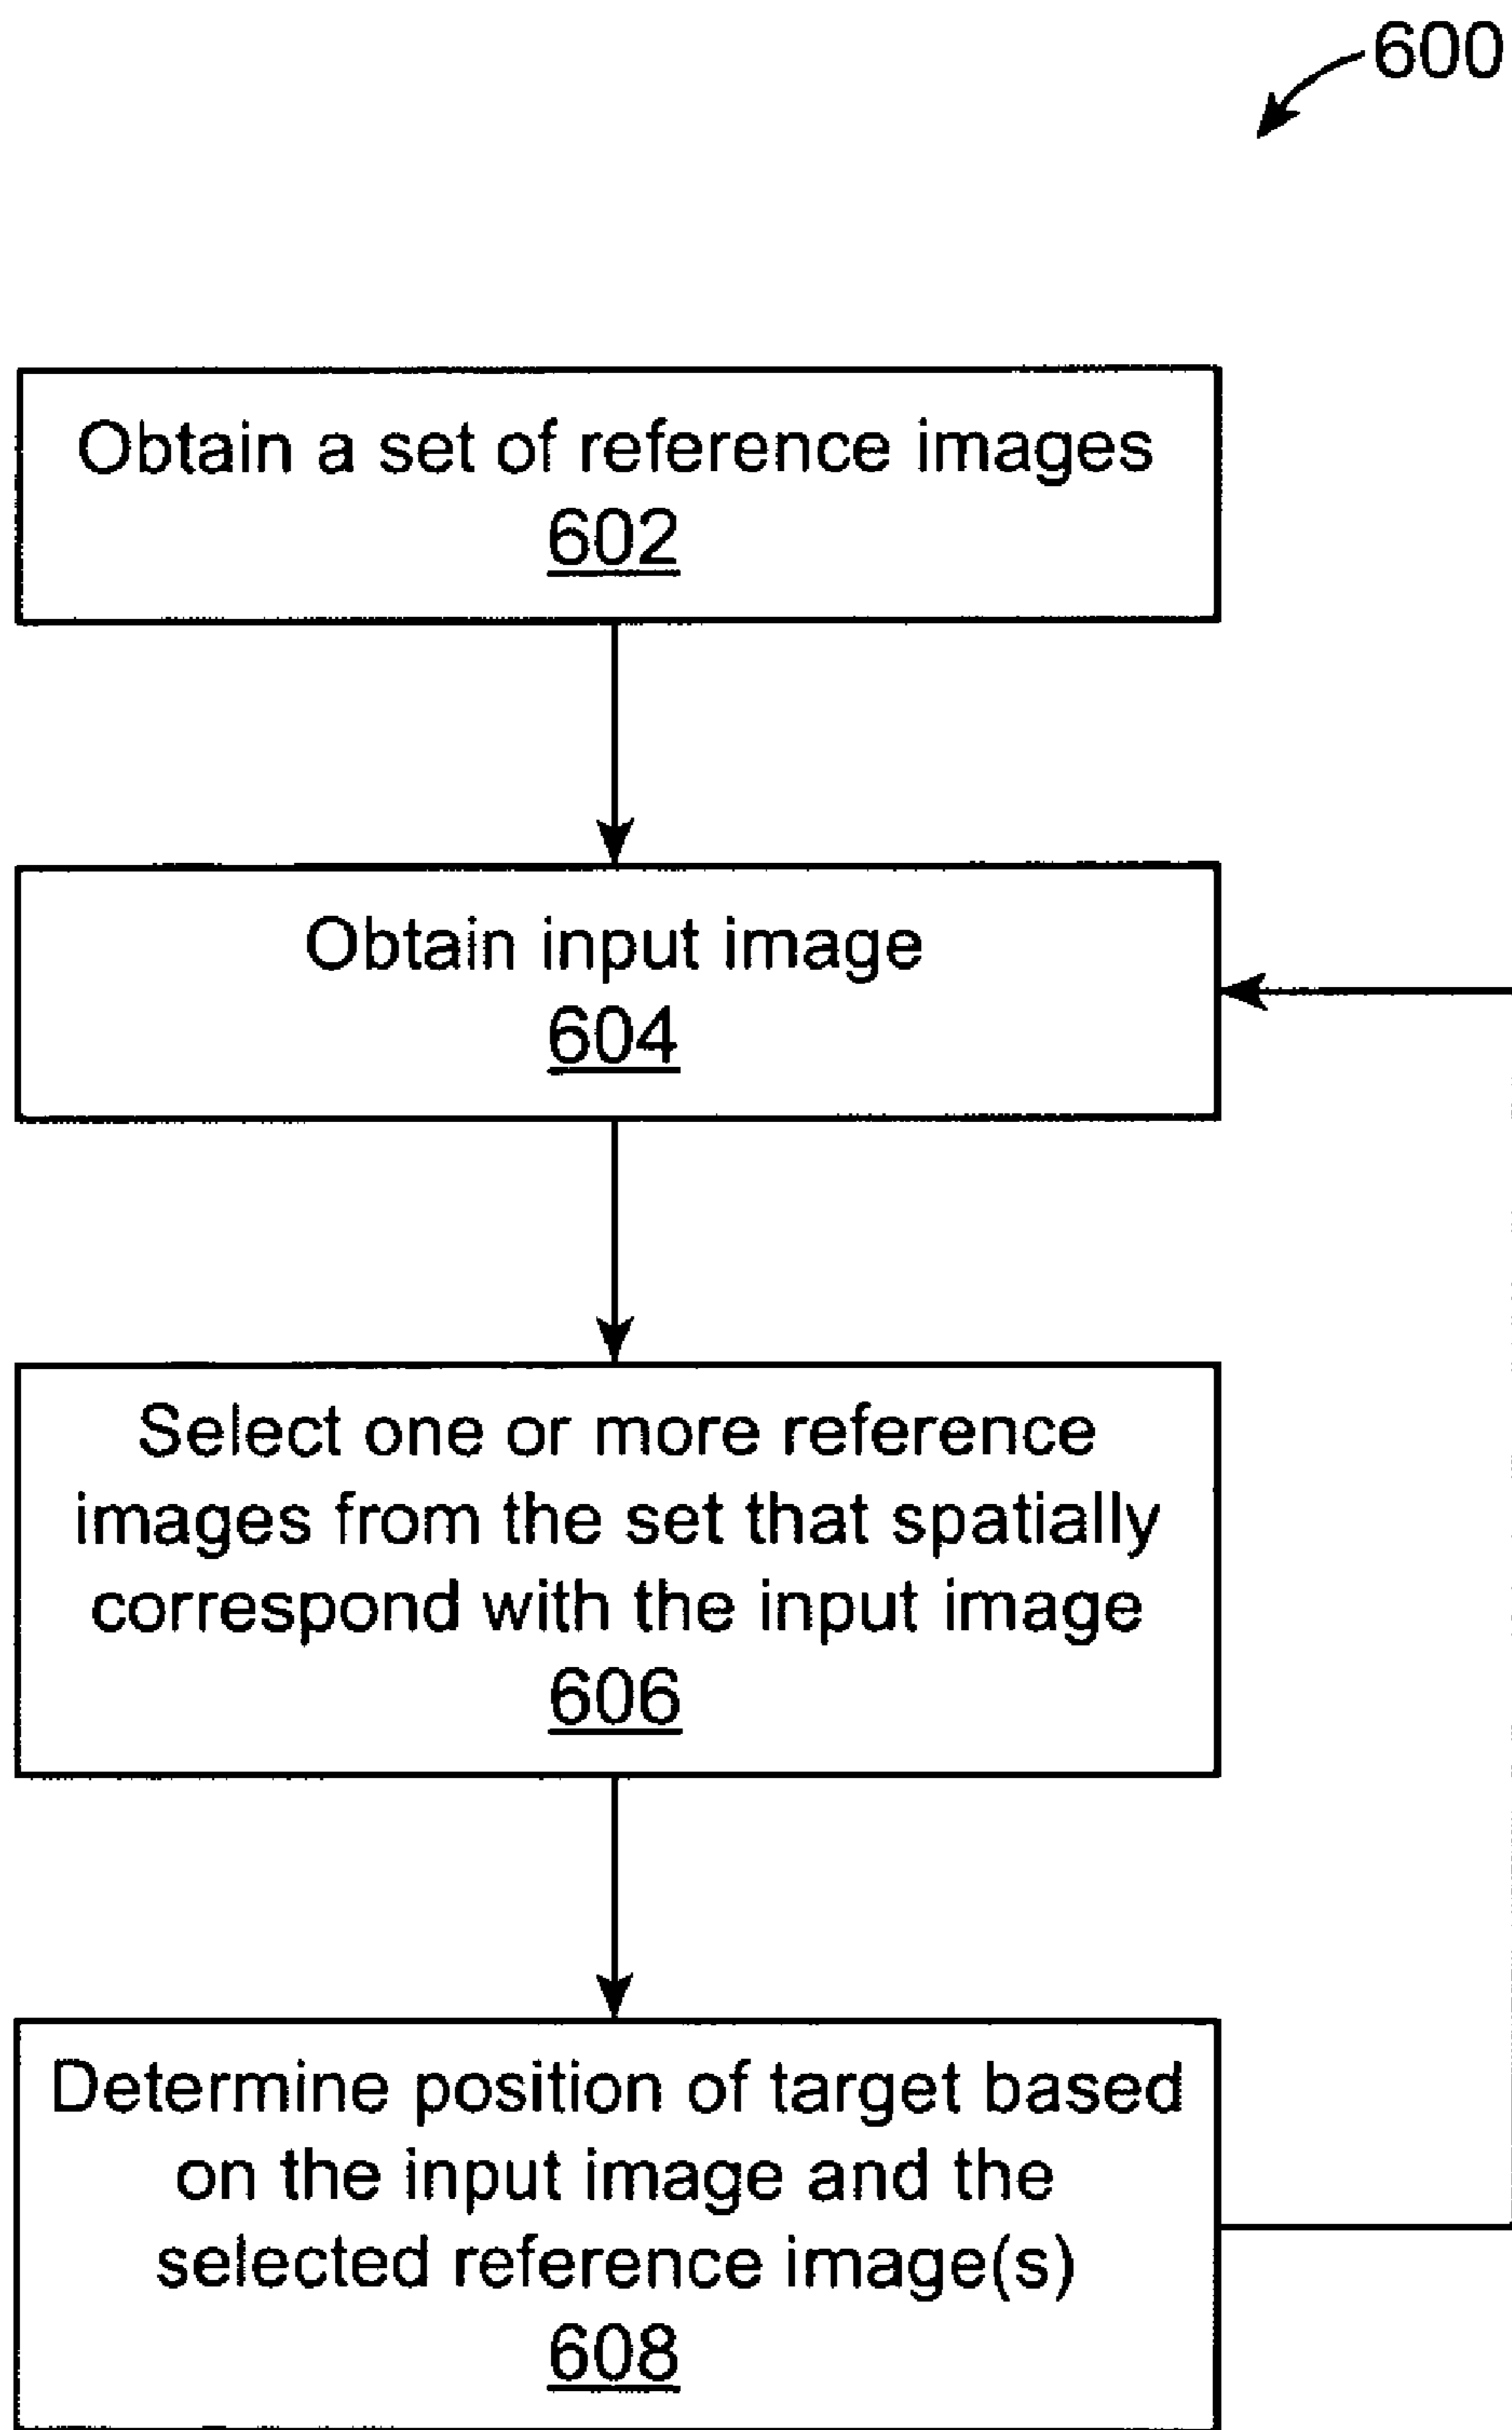 600
Obtain a set of reference images
602
Obtain input image
604
Select one or more reference
images from the set that spatially
correspond with the input image
606
Determine position of target based
on the input image and the
selected reference image(s)
608